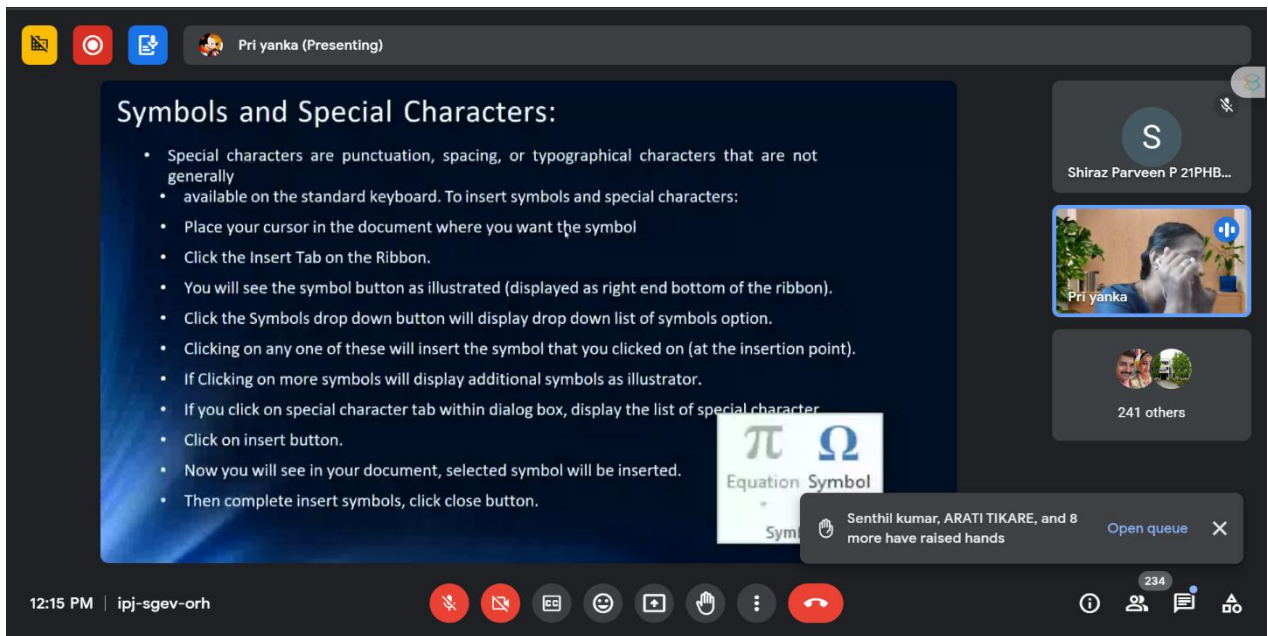 Pri yanka (Presenting)
Symbols and Special Characters:
• Special characters are punctuation, spacing, or typographical characters that are not
generally
• available on the standard keyboard. To insert symbols and special characters:
• Place your cursor in the document where you want the symbol
• Click the Insert Tab on the Ribbon.
• You will see the symbol button as illustrated (displayed as right end bottom of the ribbon).
• Click the Symbols drop down button will display drop down list of symbols option.
• Clicking on any one of these will insert the symbol that you clicked on (at the insertion point).
• If Clicking on more symbols will display additional symbols as illustrator.
• If you click on special character tab within dialog box, display the list of special character
• Click on insert button.
• Now you will see in your document, selected symbol will be inserted.
• Then complete insert symbols, click close button.
π Ω
Equation Symbol
Sym
S
Shiraz Parveen P 21PHB...
Pri yanka
241 others
Senthil kumar, ARATI TIKARE, and 8
more have raised hands
Open queue
12:15 PM | ipj-sgev-orh
CC
234